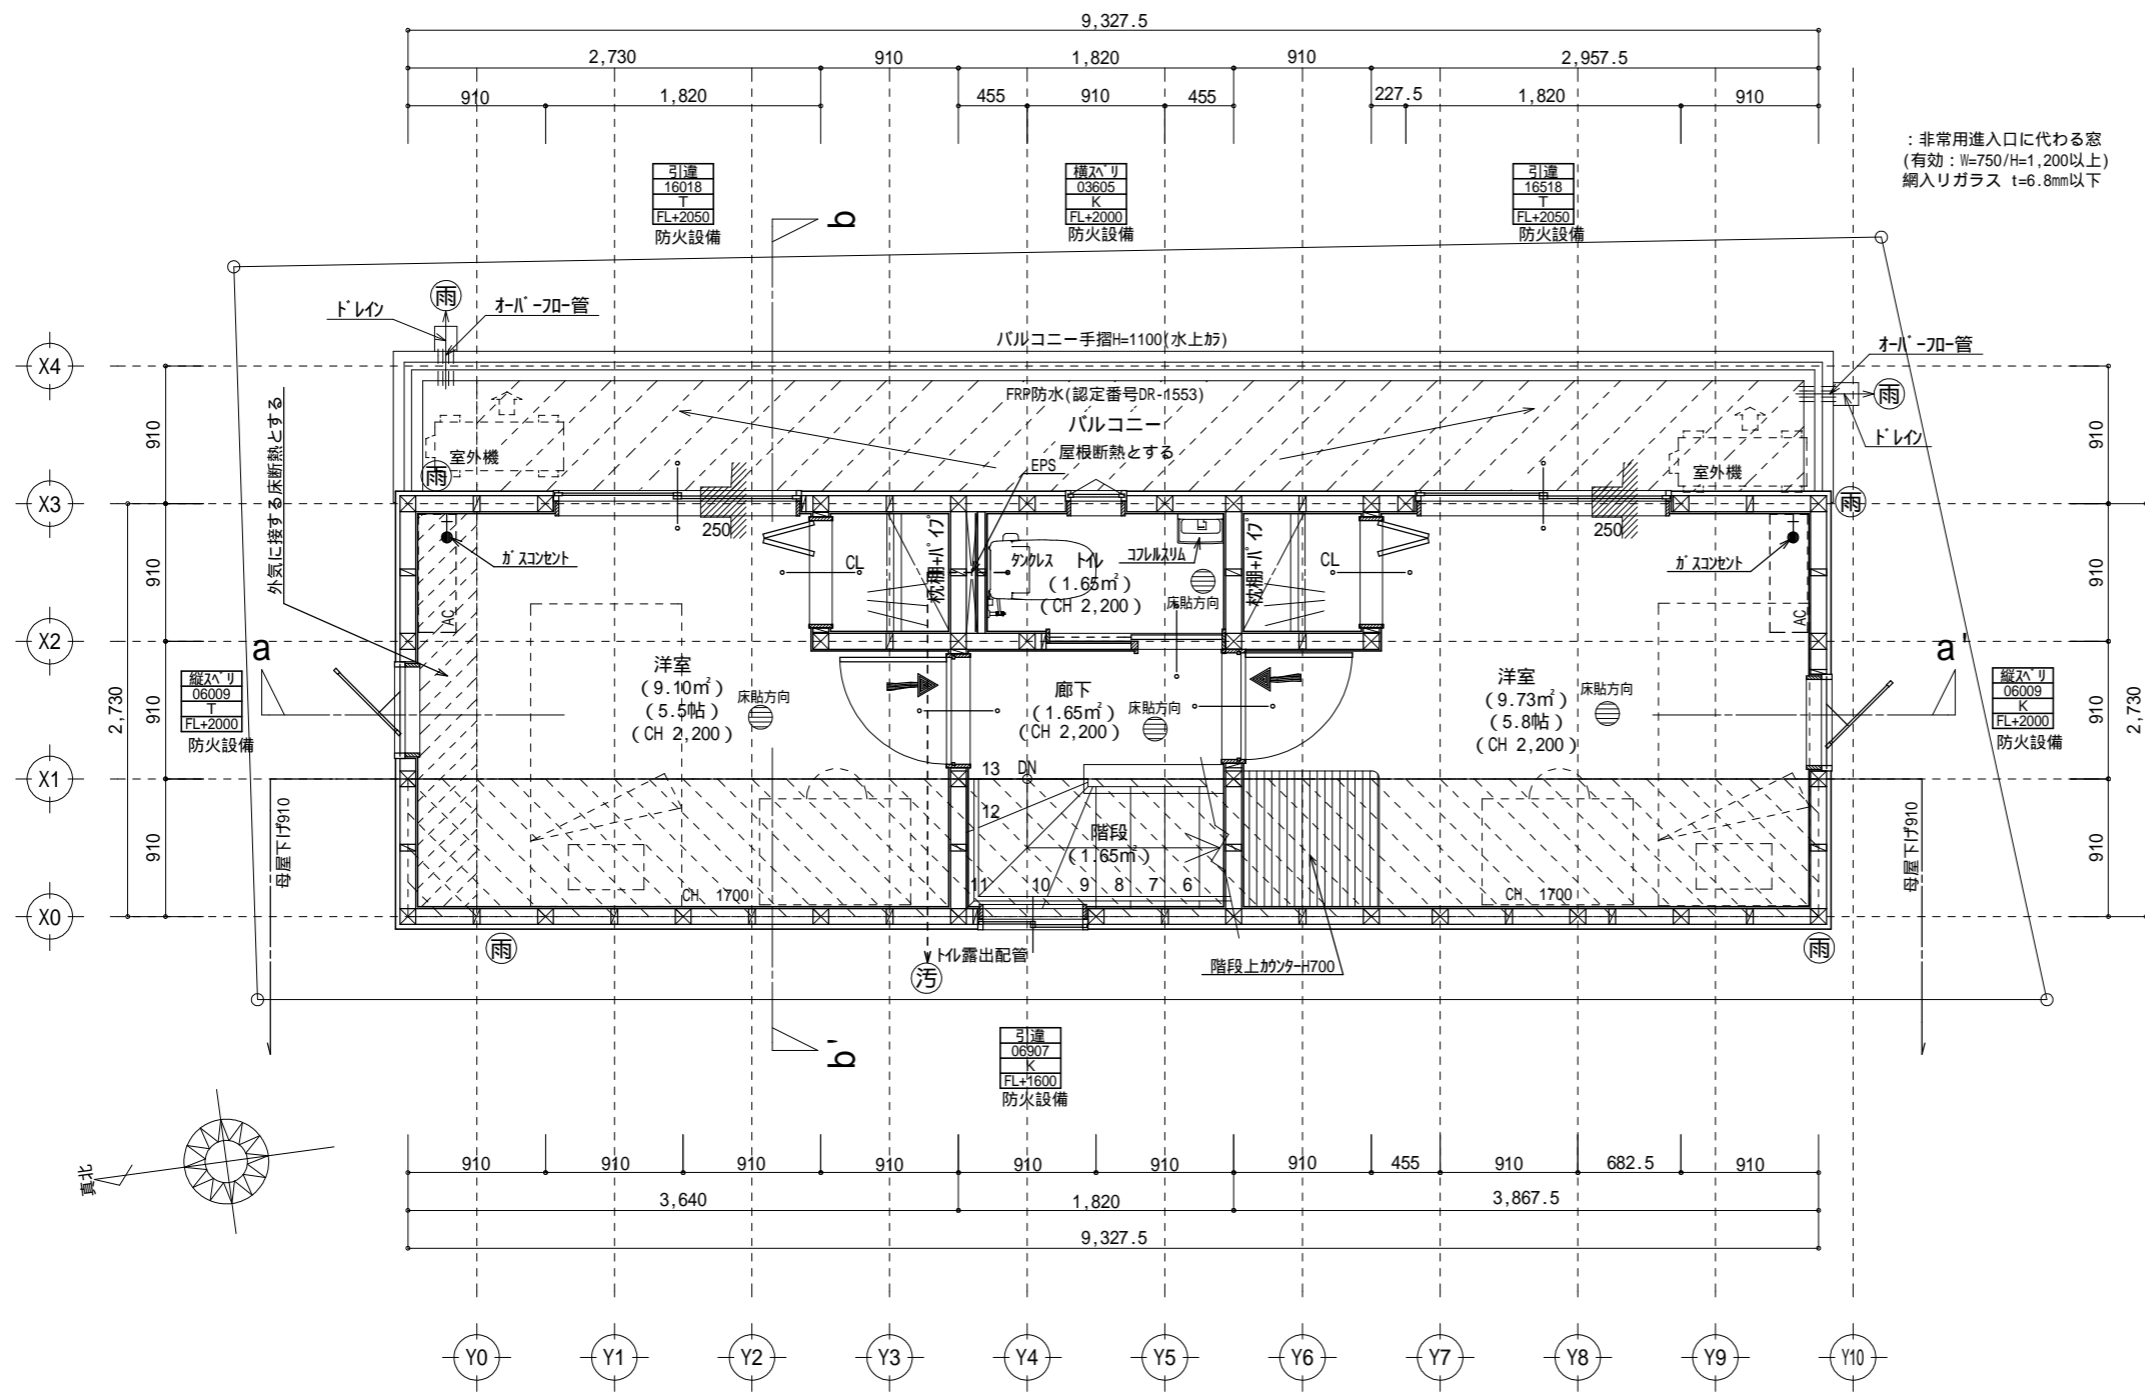 9,327.5
2,730
910
1,820
910
2,957.5
910
1,820
455
910
455
227.5
1,820
910
：非常用進入口に代わる窓
(有効：W=750/H=1,200以上)
網入リガラス t=6.8mm以下
引違
16018
T
FL+2050
防火設備
横スベリ
03605
K
FL+2000
防火設備
引違
16518
T
FL+2050
防火設備
b
雨
ドレイン
オーバーフロー管
バルコニー手摺H=1100(水上カラ)
オーバーフロー管
雨
ドレイン
X4
X3
X2
X1
X0
910
910
910
910
2,730
外気に接する床断熱とする
FRP防水(認定番号DR-1553)
バルコニー
屋根断熱とする
EPS
室外機
雨
室外機
雨
250
250
ガスコンセント
AC
CL
枕棚+パイプ
タンクレス
トイル
(1.65㎡)
(CH 2,200)
コフレルスリム
床貼方向
枕棚+パイプ
CL
ガスコンセント
AC
a
縦スベリ
06009
T
FL+2000
防火設備
洋室
(9.10㎡)
(5.5帖)
(CH 2,200)
床貼方向
廊下
(1.65㎡)
(CH 2,200)
床貼方向
洋室
(9.73㎡)
(5.8帖)
(CH 2,200)
床貼方向
a'
縦スベリ
06009
K
FL+2000
防火設備
910
910
910
910
2,730
母屋下げ910
13
DN
12
階段
(1.65㎡)
11
10
9
8
7
6
CH 1700
CH 1700
母屋下げ910
雨
汚
トイル露出配管
階段上カウンターH700
雨
b'
引違
06907
K
FL+1600
防火設備
真北
910
910
910
910
910
910
910
455
910
682.5
910
3,640
1,820
3,867.5
9,327.5
Y0
Y1
Y2
Y3
Y4
Y5
Y6
Y7
Y8
Y9
Y10